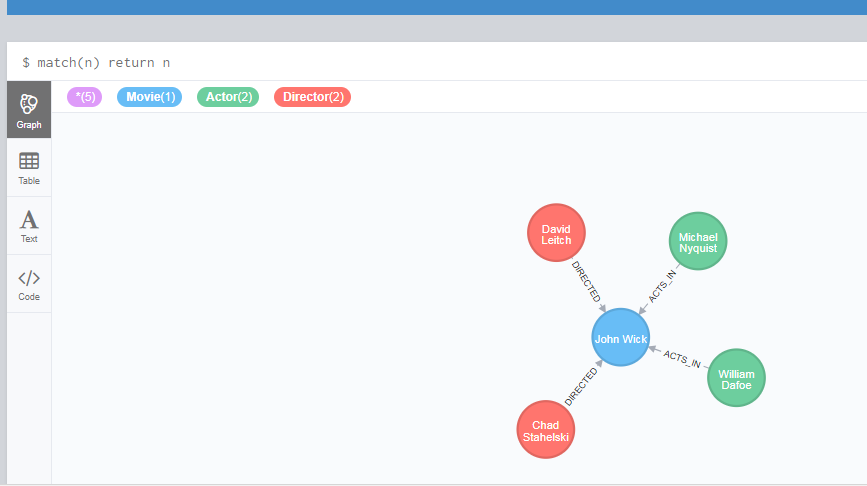 $ match(n) return n
*(5) Movie(1) Actor(2) Director(2)
Graph
Table
A
Text
</>
Code
David
Leitch
Michael
Nyquist
DIRECTED
ACTS_IN
John Wick
ACTS_IN
William
Dafoe
DIRECTED
Chad
Stahelski